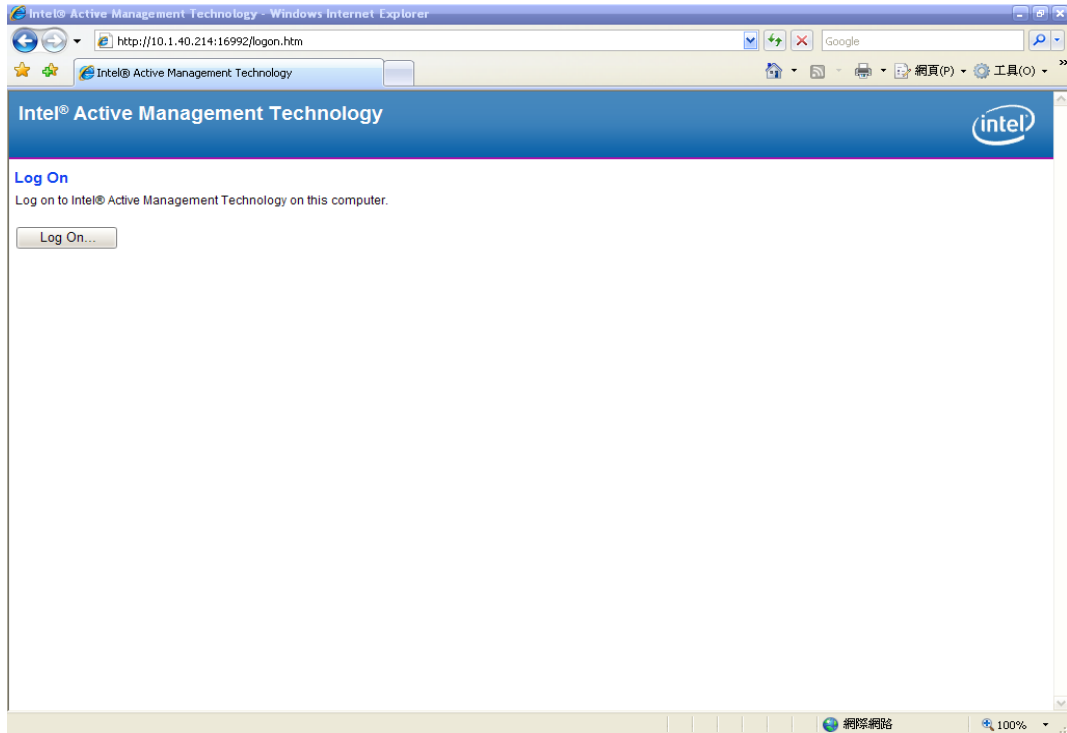 Intel® Active Management Technology - Windows Internet Explorer
http://10.1.40.214:16992/logon.htm
Google
Intel® Active Management Technology
網頁(P)
工具(O)
»
Intel® Active Management Technology
intel
Log On
Log on to Intel® Active Management Technology on this computer.
Log On...
網際網路
100%